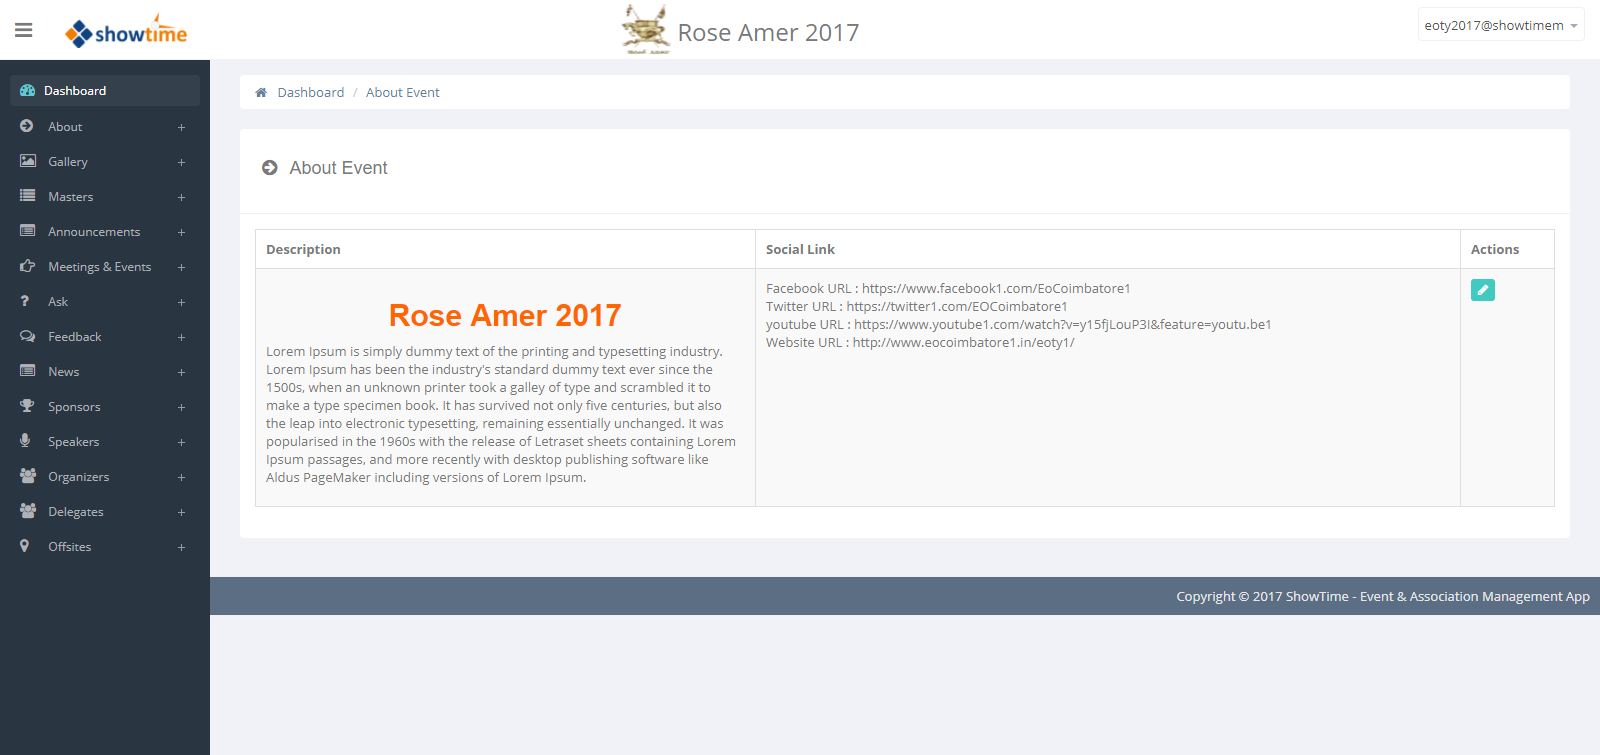 showtime
Rose Amer 2017
eoty2017@showtimem
Dashboard
About +
Gallery +
Masters +
Announcements +
Meetings & Events +
Ask +
Feedback +
News +
Sponsors +
Speakers +
Organizers +
Delegates +
Offsites +
Dashboard / About Event
About Event
Description Social Link Actions
Rose Amer 2017
Lorem Ipsum is simply dummy text of the printing and typesetting industry.
Lorem Ipsum has been the industry's standard dummy text ever since the
1500s, when an unknown printer took a galley of type and scrambled it to
make a type specimen book. It has survived not only five centuries, but also
the leap into electronic typesetting, remaining essentially unchanged. It was
popularised in the 1960s with the release of Letraset sheets containing Lorem
Ipsum passages, and more recently with desktop publishing software like
Aldus PageMaker including versions of Lorem Ipsum.
Facebook URL : https://www.facebook1.com/EoCoimbatore1
Twitter URL : https://twitter1.com/EOCoimbatore1
youtube URL : https://www.youtube1.com/watch?v=y15fjLouP3I&feature=youtu.be1
Website URL : http://www.eocoimbatore1.in/eoty1/
Copyright © 2017 ShowTime - Event & Association Management App